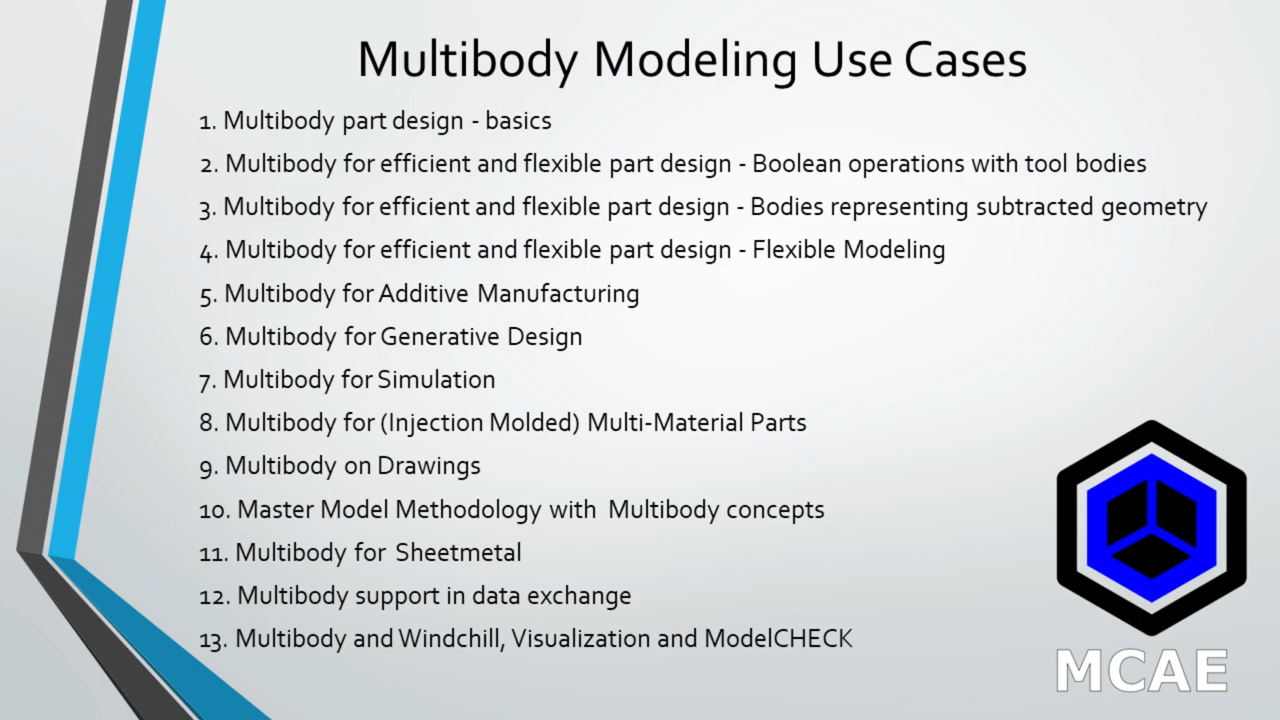 Multibody Modeling Use Cases
1. Multibody part design - basics
2. Multibody for efficient and flexible part design - Boolean operations with tool bodies
3. Multibody for efficient and flexible part design - Bodies representing subtracted geometry
4. Multibody for efficient and flexible part design - Flexible Modeling
5. Multibody for Additive Manufacturing
6. Multibody for Generative Design
7. Multibody for Simulation
8. Multibody for (Injection Molded) Multi-Material Parts
9. Multibody on Drawings
10. Master Model Methodology with Multibody concepts
11. Multibody for Sheetmetal
12. Multibody support in data exchange
13. Multibody and Windchill, Visualization and ModelCHECK
MCAE